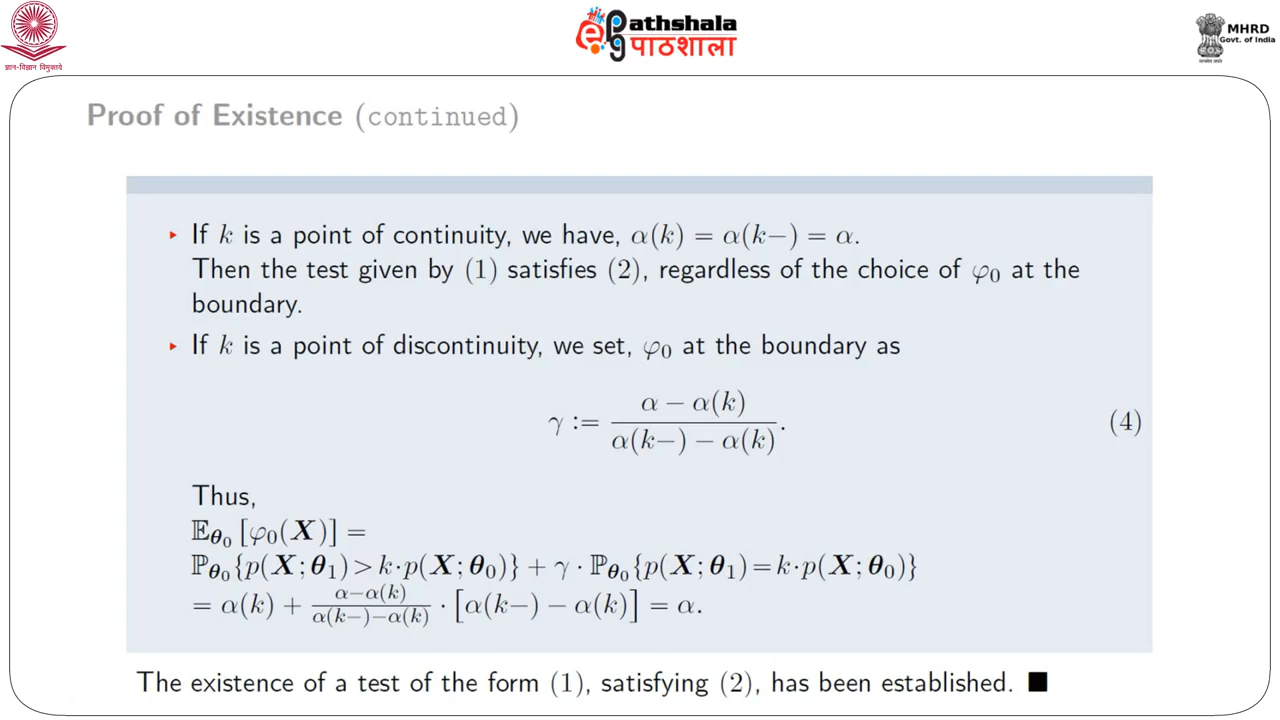 ज्ञान-विज्ञान विमुक्तये
ePathshala
पाठशाला
MHRD
Govt. of India
Proof of Existence (continued)
▸ If k is a point of continuity, we have, α(k) = α(k−) = α.
Then the test given by (1) satisfies (2), regardless of the choice of φ₀ at the
boundary.
▸ If k is a point of discontinuity, we set, φ₀ at the boundary as
γ := (α − α(k)) / (α(k−) − α(k)). (4)
Thus,
𝔼_θ₀ [φ₀(X)] =
ℙ_θ₀{p(X; θ₁) > k·p(X; θ₀)} + γ · ℙ_θ₀{p(X; θ₁) = k·p(X; θ₀)}
= α(k) + (α−α(k))/(α(k−)−α(k)) · [α(k−) − α(k)] = α.
The existence of a test of the form (1), satisfying (2), has been established. ■